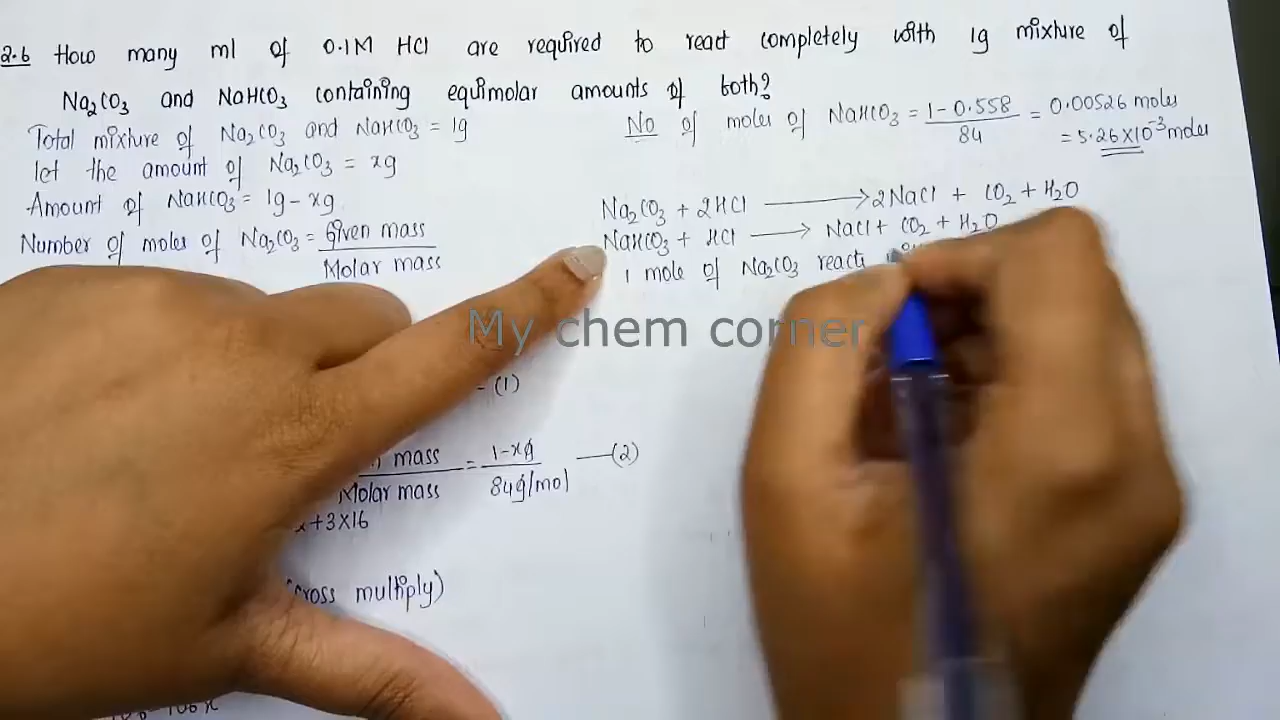 2.6 How many ml of 0.1M HCl are required to react completely with 1g mixture of
Na₂CO₃ and NaHCO₃ containing equimolar amounts of both?
Total mixture of Na₂CO₃ and NaHCO₃ = 1g
let the amount of Na₂CO₃ = xg
Amount of NaHCO₃ = 1g - xg
Number of moles of Na₂CO₃ = Given mass
Molar mass
- (1)
mass = 1-xg —(2)
Molar mass 84g/mol
+3X16
cross multiply)
106x
No of moles of NaHCO₃ = 1-0.558 = 0.00526 moles
84 = 5.26X10⁻³ moles
Na₂CO₃ + 2HCl ⟶ 2NaCl + CO₂ + H₂O
NaHCO₃ + HCl ⟶ NaCl + CO₂ + H₂O
1 mole of Na₂CO₃ reacts
My chem corner